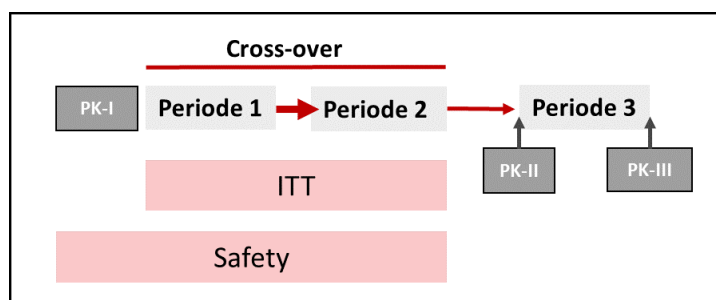 Cross-over
PK-I Periode 1 Periode 2 Periode 3
PK-II PK-III
ITT
Safety